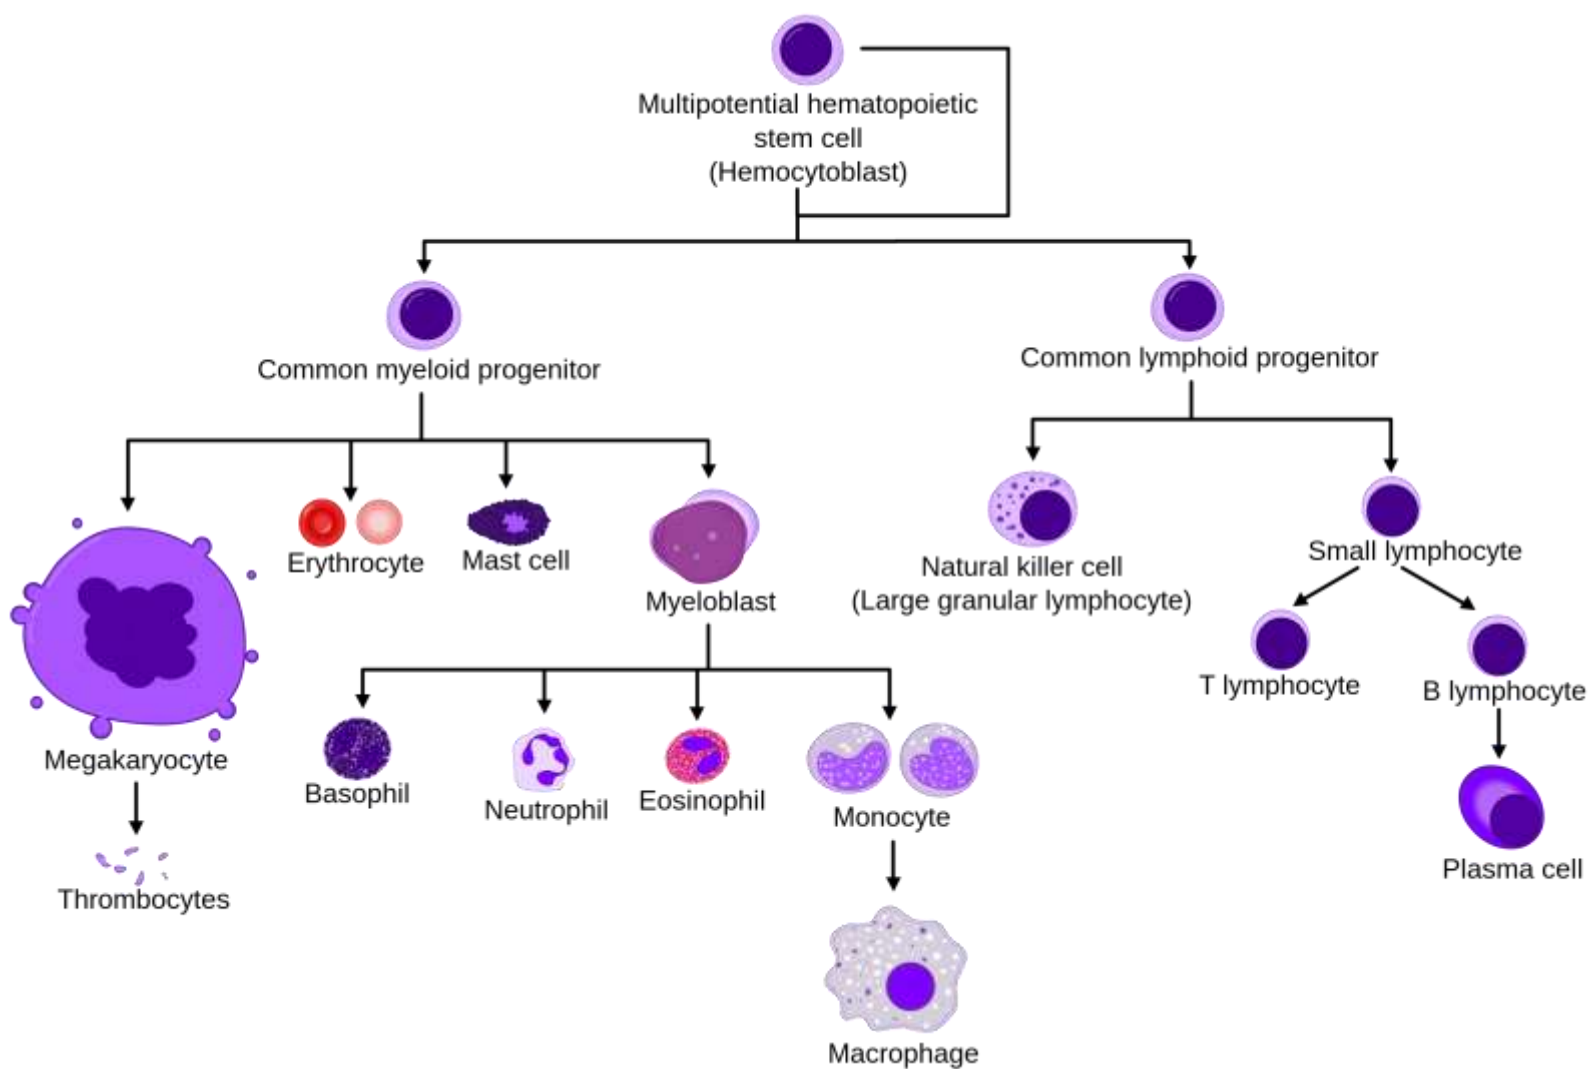 Multipotential hematopoietic
stem cell
(Hemocytoblast)
Common myeloid progenitor
Common lymphoid progenitor
Erythrocyte
Mast cell
Myeloblast
Natural killer cell
(Large granular lymphocyte)
Small lymphocyte
T lymphocyte
B lymphocyte
Megakaryocyte
Basophil
Neutrophil
Eosinophil
Monocyte
Plasma cell
Thrombocytes
Macrophage